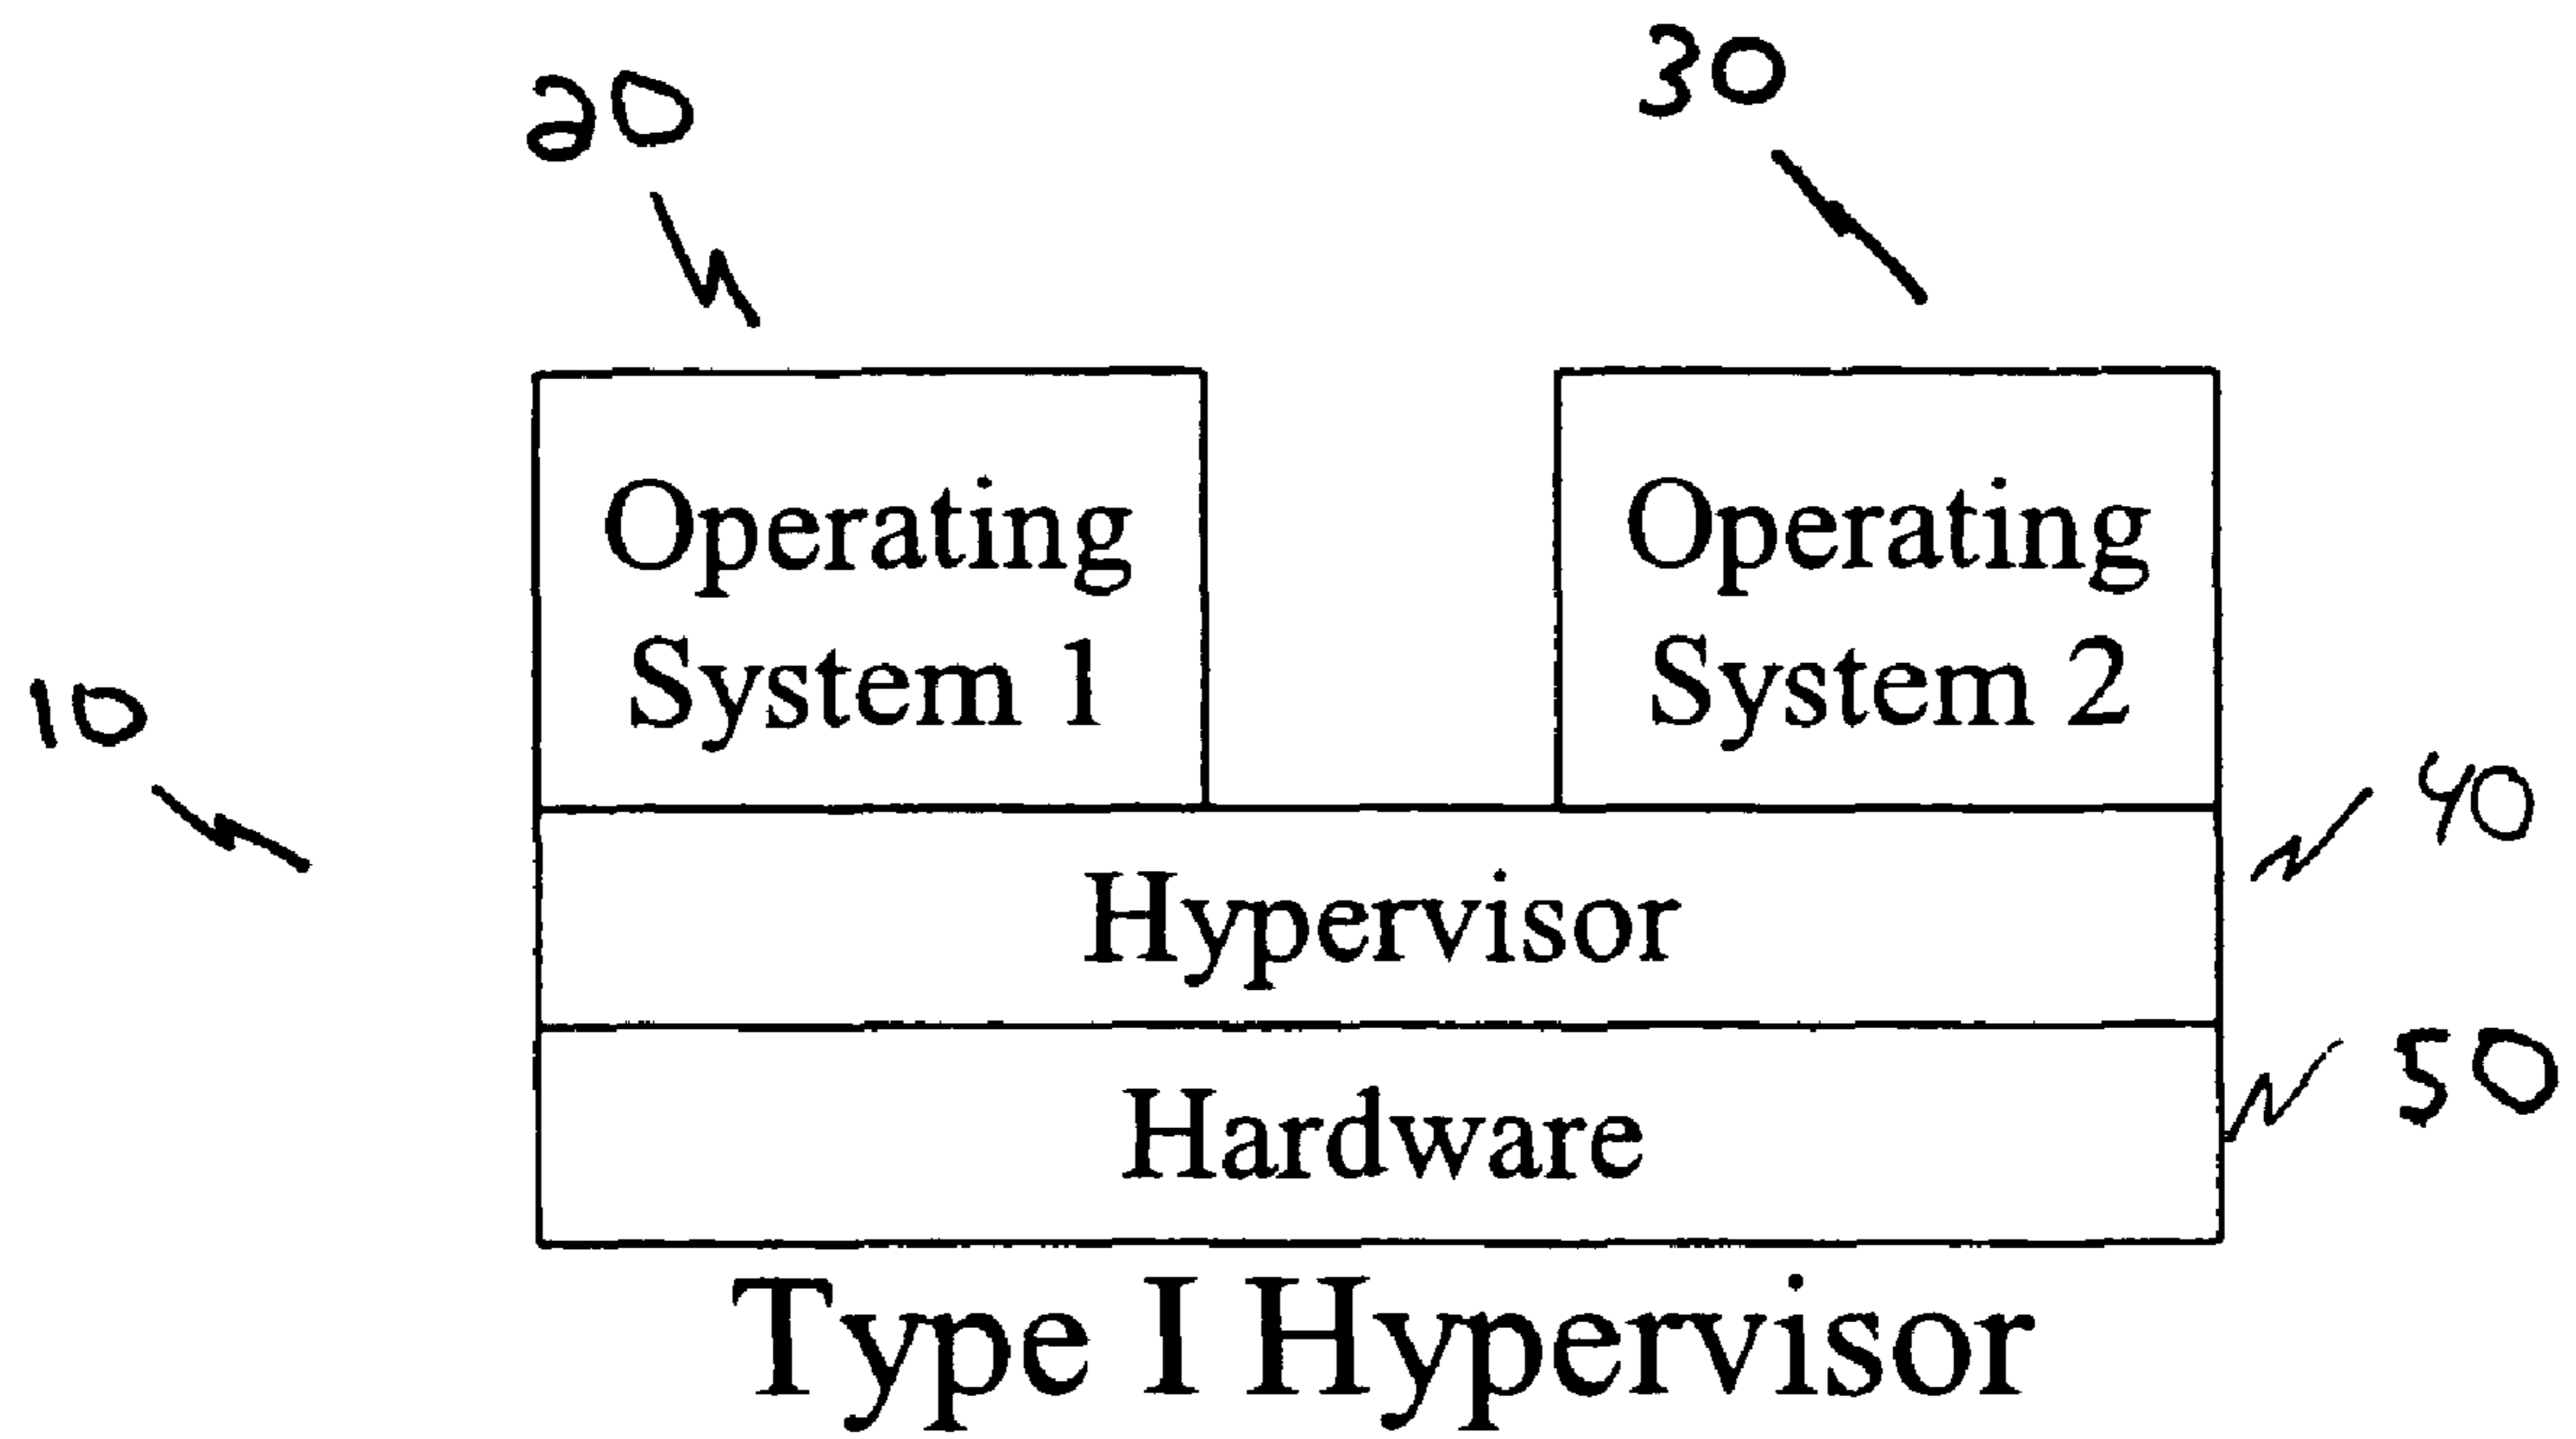 20
30
Operating
System 1
Operating
System 2
10
40
Hypervisor
50
Hardware
Type I Hypervisor